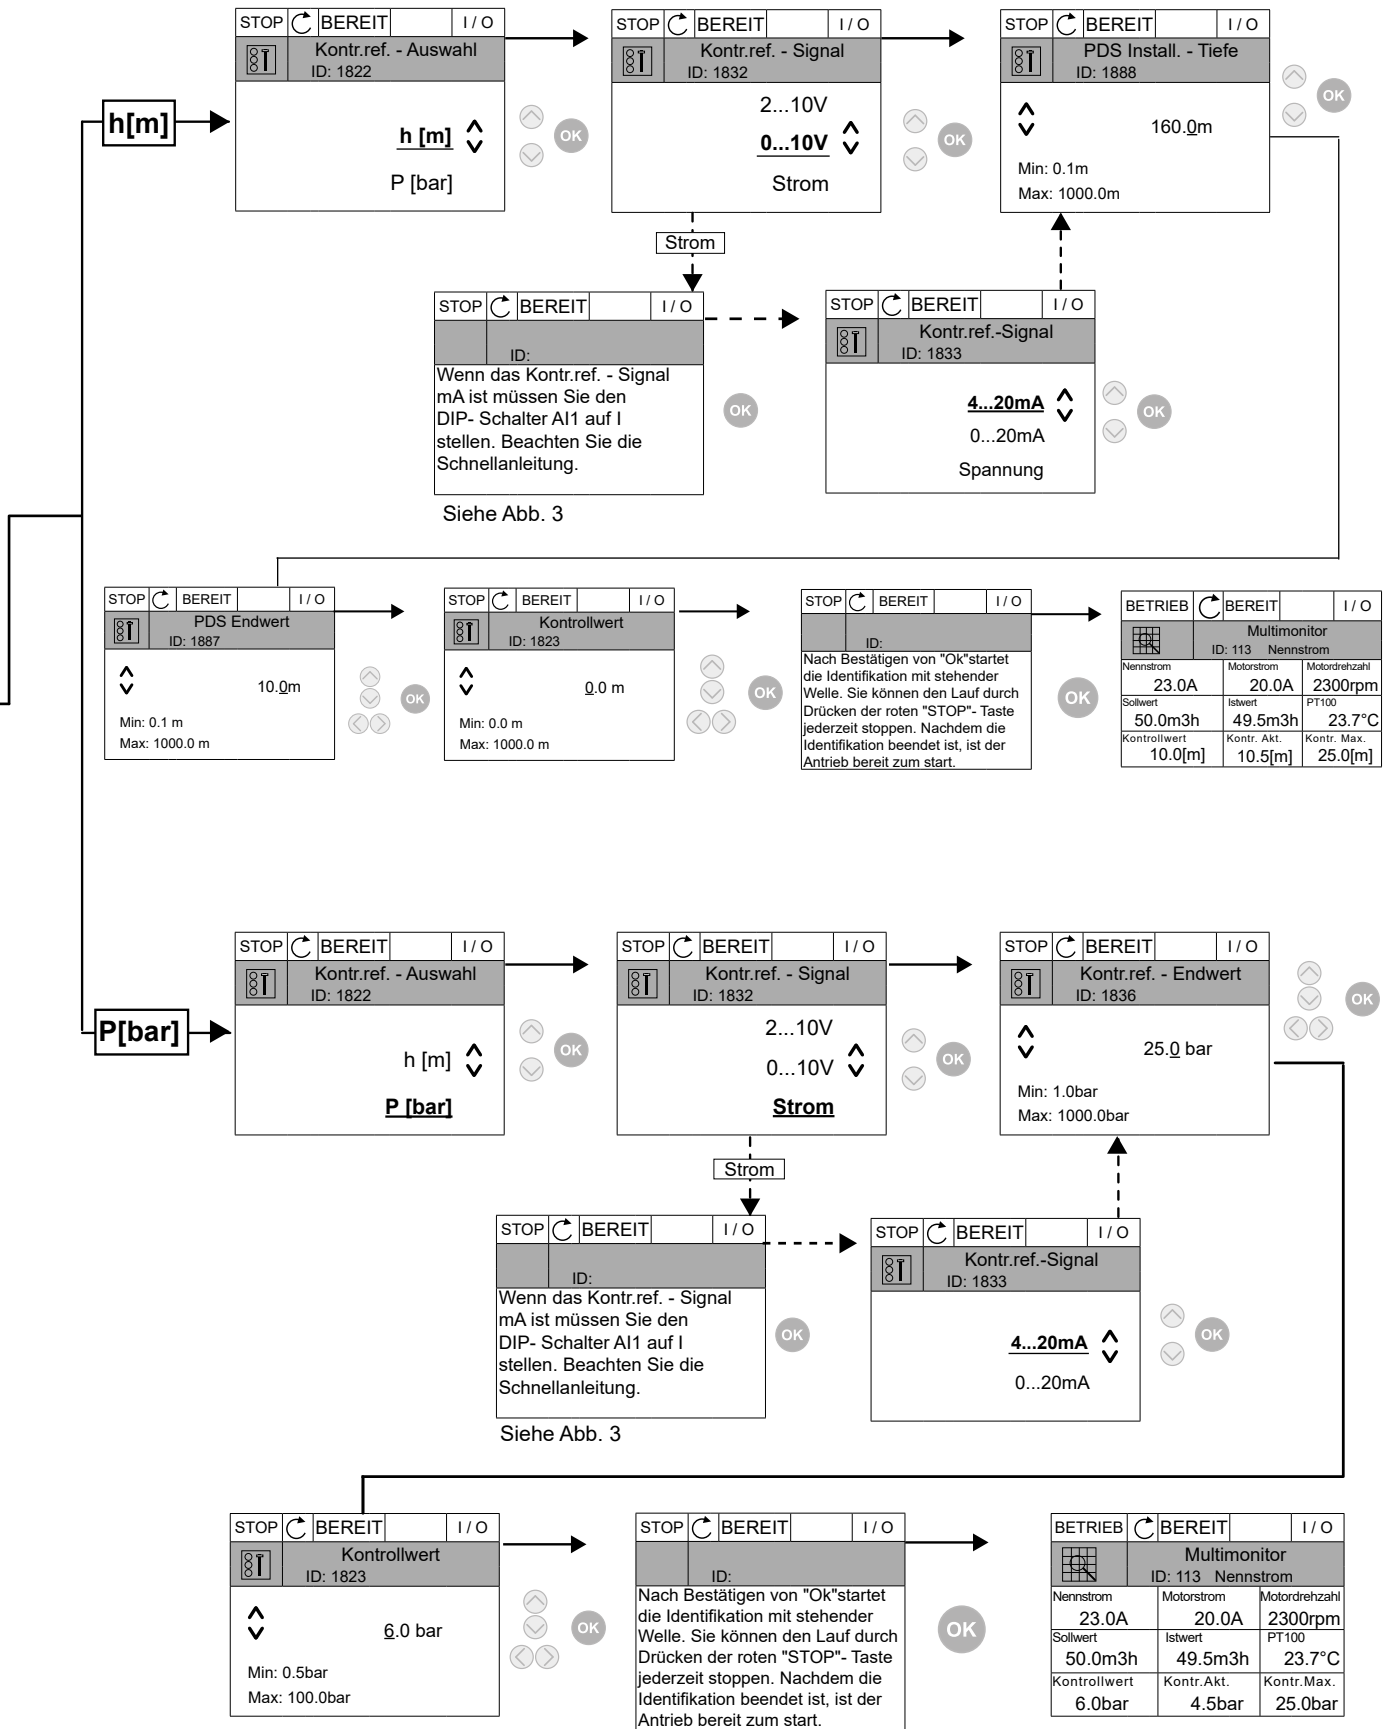 STOP BEREIT I / O
Kontr.ref. - Auswahl
ID: 1822
h [m]
P [bar]
OK
STOP BEREIT I / O
Kontr.ref. - Signal
ID: 1832
2...10V
0...10V
Strom
OK
STOP BEREIT I / O
PDS Install. - Tiefe
ID: 1888
160.0m
Min: 0.1m
Max: 1000.0m
OK
h[m]
Strom
STOP BEREIT I / O
ID:
Wenn das Kontr.ref. - Signal
mA ist müssen Sie den
DIP- Schalter AI1 auf I
stellen. Beachten Sie die
Schnellanleitung.
OK
Siehe Abb. 3
STOP BEREIT I / O
Kontr.ref.-Signal
ID: 1833
4...20mA
0...20mA
Spannung
OK
STOP BEREIT I / O
PDS Endwert
ID: 1887
10.0m
Min: 0.1 m
Max: 1000.0 m
OK
STOP BEREIT I / O
Kontrollwert
ID: 1823
0.0 m
Min: 0.0 m
Max: 1000.0 m
OK
STOP BEREIT I / O
ID:
Nach Bestätigen von "Ok"startet
die Identifikation mit stehender
Welle. Sie können den Lauf durch
Drücken der roten "STOP"- Taste
jederzeit stoppen. Nachdem die
Identifikation beendet ist, ist der
Antrieb bereit zum start.
OK
BETRIEB BEREIT I / O
Multimonitor
ID: 113 Nennstrom
Nennstrom Motorstrom Motordrehzahl
23.0A 20.0A 2300rpm
Sollwert Istwert PT100
50.0m3h 49.5m3h 23.7°C
Kontrollwert Kontr. Akt. Kontr. Max.
10.0[m] 10.5[m] 25.0[m]
P[bar]
STOP BEREIT I / O
Kontr.ref. - Auswahl
ID: 1822
h [m]
P [bar]
OK
STOP BEREIT I / O
Kontr.ref. - Signal
ID: 1832
2...10V
0...10V
Strom
OK
STOP BEREIT I / O
Kontr.ref. - Endwert
ID: 1836
25.0 bar
Min: 1.0bar
Max: 1000.0bar
OK
Strom
STOP BEREIT I / O
ID:
Wenn das Kontr.ref. - Signal
mA ist müssen Sie den
DIP- Schalter AI1 auf I
stellen. Beachten Sie die
Schnellanleitung.
OK
Siehe Abb. 3
STOP BEREIT I / O
Kontr.ref.-Signal
ID: 1833
4...20mA
0...20mA
OK
STOP BEREIT I / O
Kontrollwert
ID: 1823
6.0 bar
Min: 0.5bar
Max: 100.0bar
OK
STOP BEREIT I / O
ID:
Nach Bestätigen von "Ok"startet
die Identifikation mit stehender
Welle. Sie können den Lauf durch
Drücken der roten "STOP"- Taste
jederzeit stoppen. Nachdem die
Identifikation beendet ist, ist der
Antrieb bereit zum start.
OK
BETRIEB BEREIT I / O
Multimonitor
ID: 113 Nennstrom
Nennstrom Motorstrom Motordrehzahl
23.0A 20.0A 2300rpm
Sollwert Istwert PT100
50.0m3h 49.5m3h 23.7°C
Kontrollwert Kontr.Akt. Kontr.Max.
6.0bar 4.5bar 25.0bar